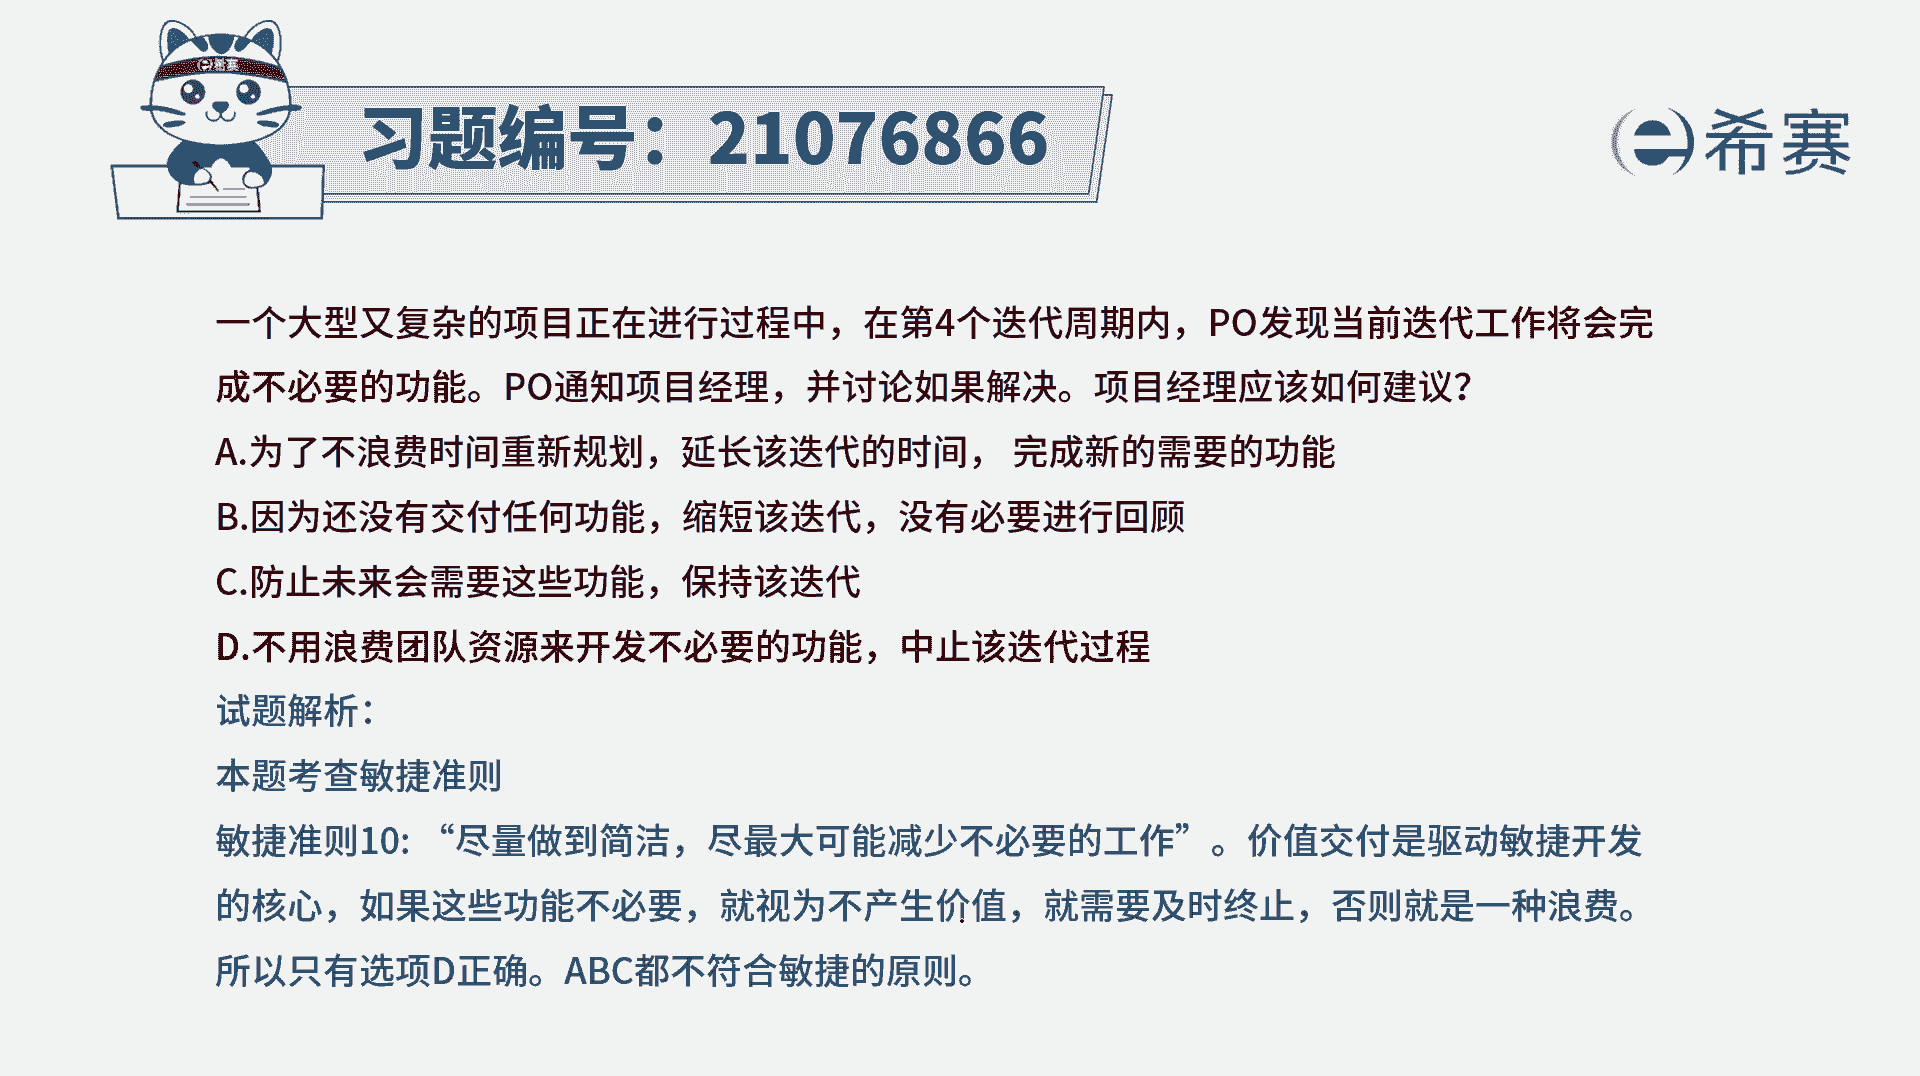 希赛
习题编号：21076866
希赛
一个大型又复杂的项目正在进行过程中，在第4个迭代周期内，PO发现当前迭代工作将会完
成不必要的功能。PO通知项目经理，并讨论如果解决。项目经理应该如何建议？
A.为了不浪费时间重新规划，延长该迭代的时间， 完成新的需要的功能
B.因为还没有交付任何功能，缩短该迭代，没有必要进行回顾
C.防止未来会需要这些功能，保持该迭代
D.不用浪费团队资源来开发不必要的功能，中止该迭代过程
试题解析：
本题考查敏捷准则
敏捷准则10：“尽量做到简洁，尽最大可能减少不必要的工作”。价值交付是驱动敏捷开发
的核心，如果这些功能不必要，就视为不产生价值，就需要及时终止，否则就是一种浪费。
所以只有选项D正确。ABC都不符合敏捷的原则。